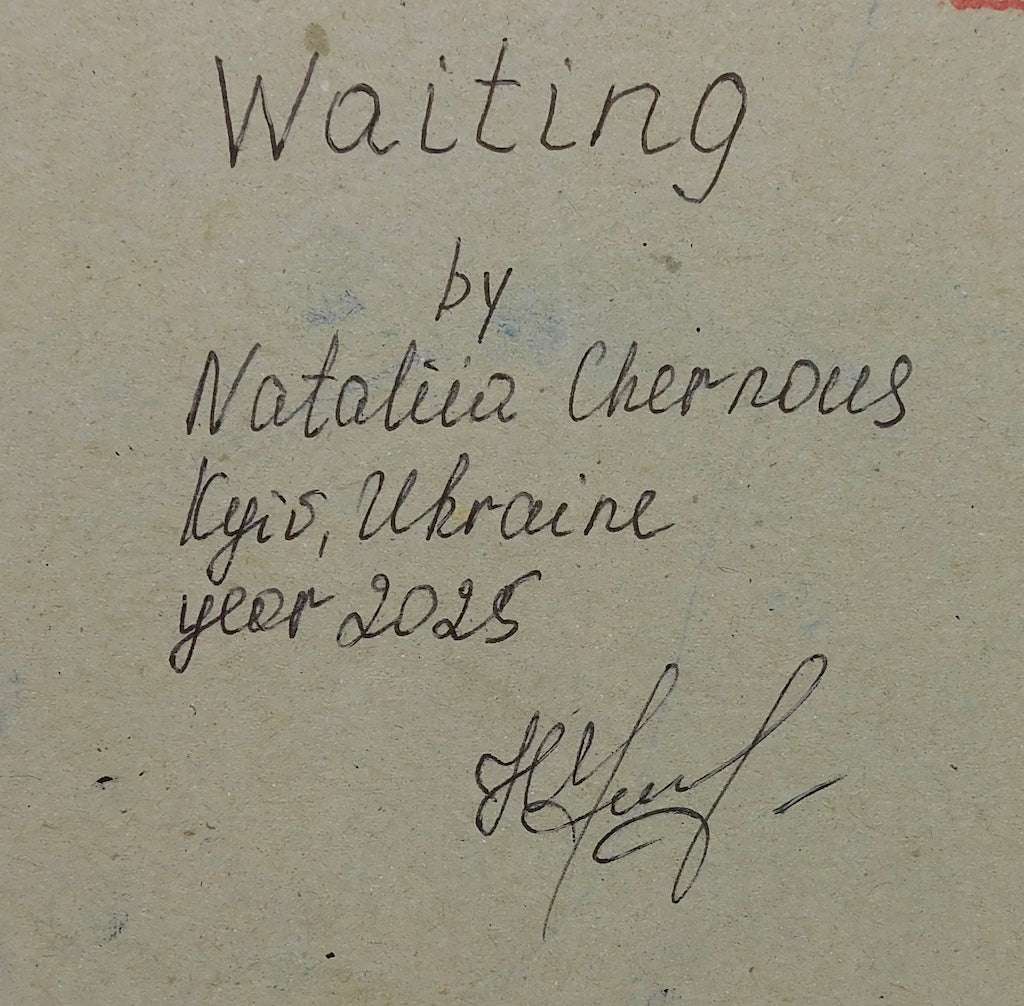 Waiting
by
Nataliia Chernous
Kyiv, Ukraine
year 2025